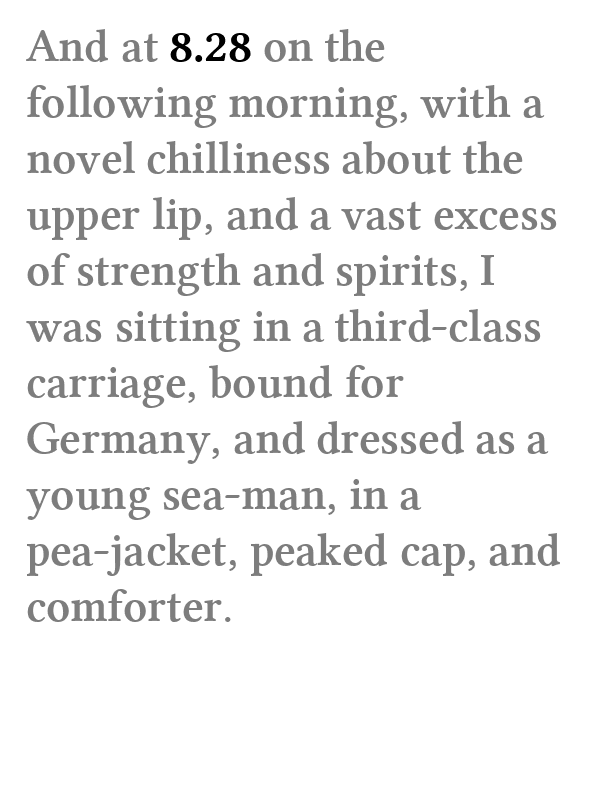 And at 8.28 on the
following morning, with a
novel chilliness about the
upper lip, and a vast excess
of strength and spirits, I
was sitting in a third-class
carriage, bound for
Germany, and dressed as a
young sea-man, in a
pea-jacket, peaked cap, and
comforter.